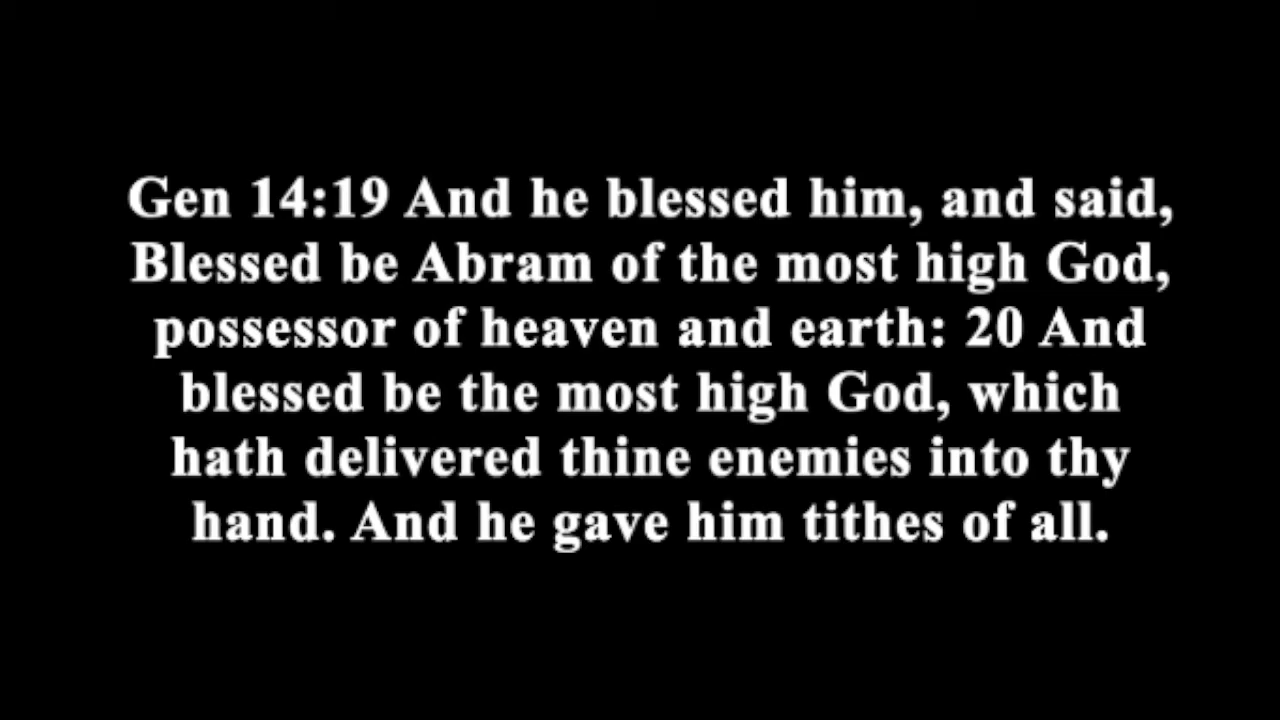 Gen 14:19 And he blessed him, and said,
Blessed be Abram of the most high God,
possessor of heaven and earth: 20 And
blessed be the most high God, which
hath delivered thine enemies into thy
hand. And he gave him tithes of all.